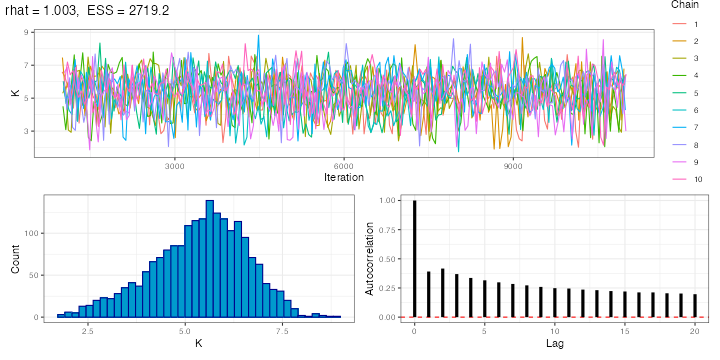 rhat = 1.003,  ESS = 2719.2
Chain
1
2
3
4
5
6
7
8
9
10
9
7
5
3
K
3000 6000 9000
Iteration
100
50
0
Count
2.5 5.0 7.5
K
1.00
0.75
0.50
0.25
0.00
Autocorrelation
0 5 10 15 20
Lag